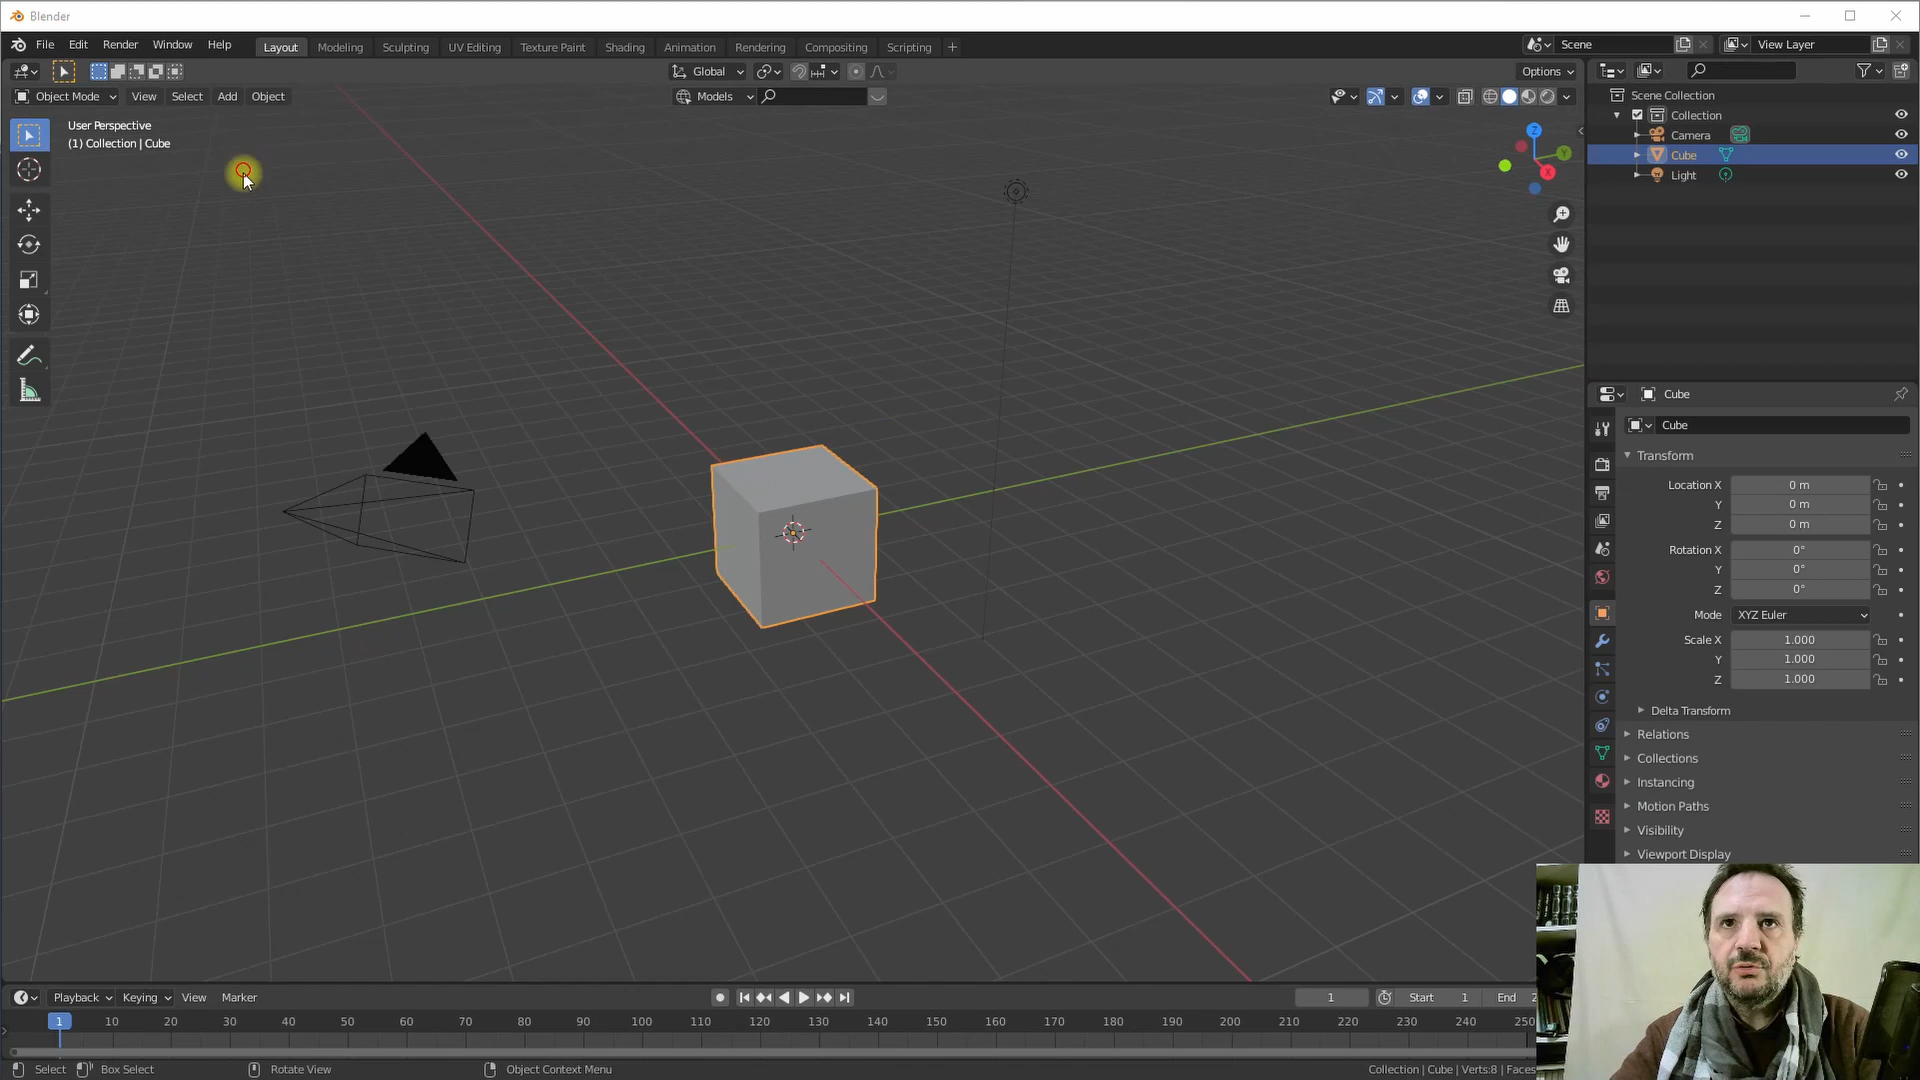 Blender
File Edit Render Window Help Layout Modeling Sculpting UV Editing Texture Paint Shading Animation Rendering Compositing Scripting + Scene View Layer
Global Options
Object Mode View Select Add Object Models
User Perspective
(1) Collection | Cube
Z
Y
X
Scene Collection
Collection
Camera
Cube
Light
Cube
Cube
Transform
Location X 0 m
Y 0 m
Z 0 m
Rotation X 0°
Y 0°
Z 0°
Mode XYZ Euler
Scale X 1.000
Y 1.000
Z 1.000
Delta Transform
Relations
Collections
Instancing
Motion Paths
Visibility
Viewport Display
Playback Keying View Marker 1 Start 1 End 2
1 10 20 30 40 50 60 70 80 90 100 110 120 130 140 150 160 170 180 190 200 210 220 230 240 250
Select Box Select Rotate View Object Context Menu Collection | Cube | Verts:8 | Faces